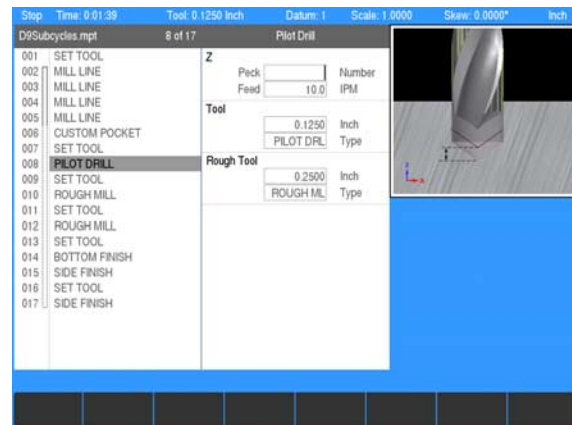 Stop Time: 0:01:39 Tool: 0.1250 Inch Datum: 1 Scale: 1.0000 Skew: 0.0000° Inch
D9Subcycles.mpt 8 of 17 Pilot Drill
001 SET TOOL
002 MILL LINE
003 MILL LINE
004 MILL LINE
005 MILL LINE
006 CUSTOM POCKET
007 SET TOOL
008 PILOT DRILL
009 SET TOOL
010 ROUGH MILL
011 SET TOOL
012 ROUGH MILL
013 SET TOOL
014 BOTTOM FINISH
015 SIDE FINISH
016 SET TOOL
017 SIDE FINISH
Z
Peck Number
Feed 10.0 IPM
Tool
0.1250 Inch
PILOT DRL Type
Rough Tool
0.2500 Inch
ROUGH ML Type